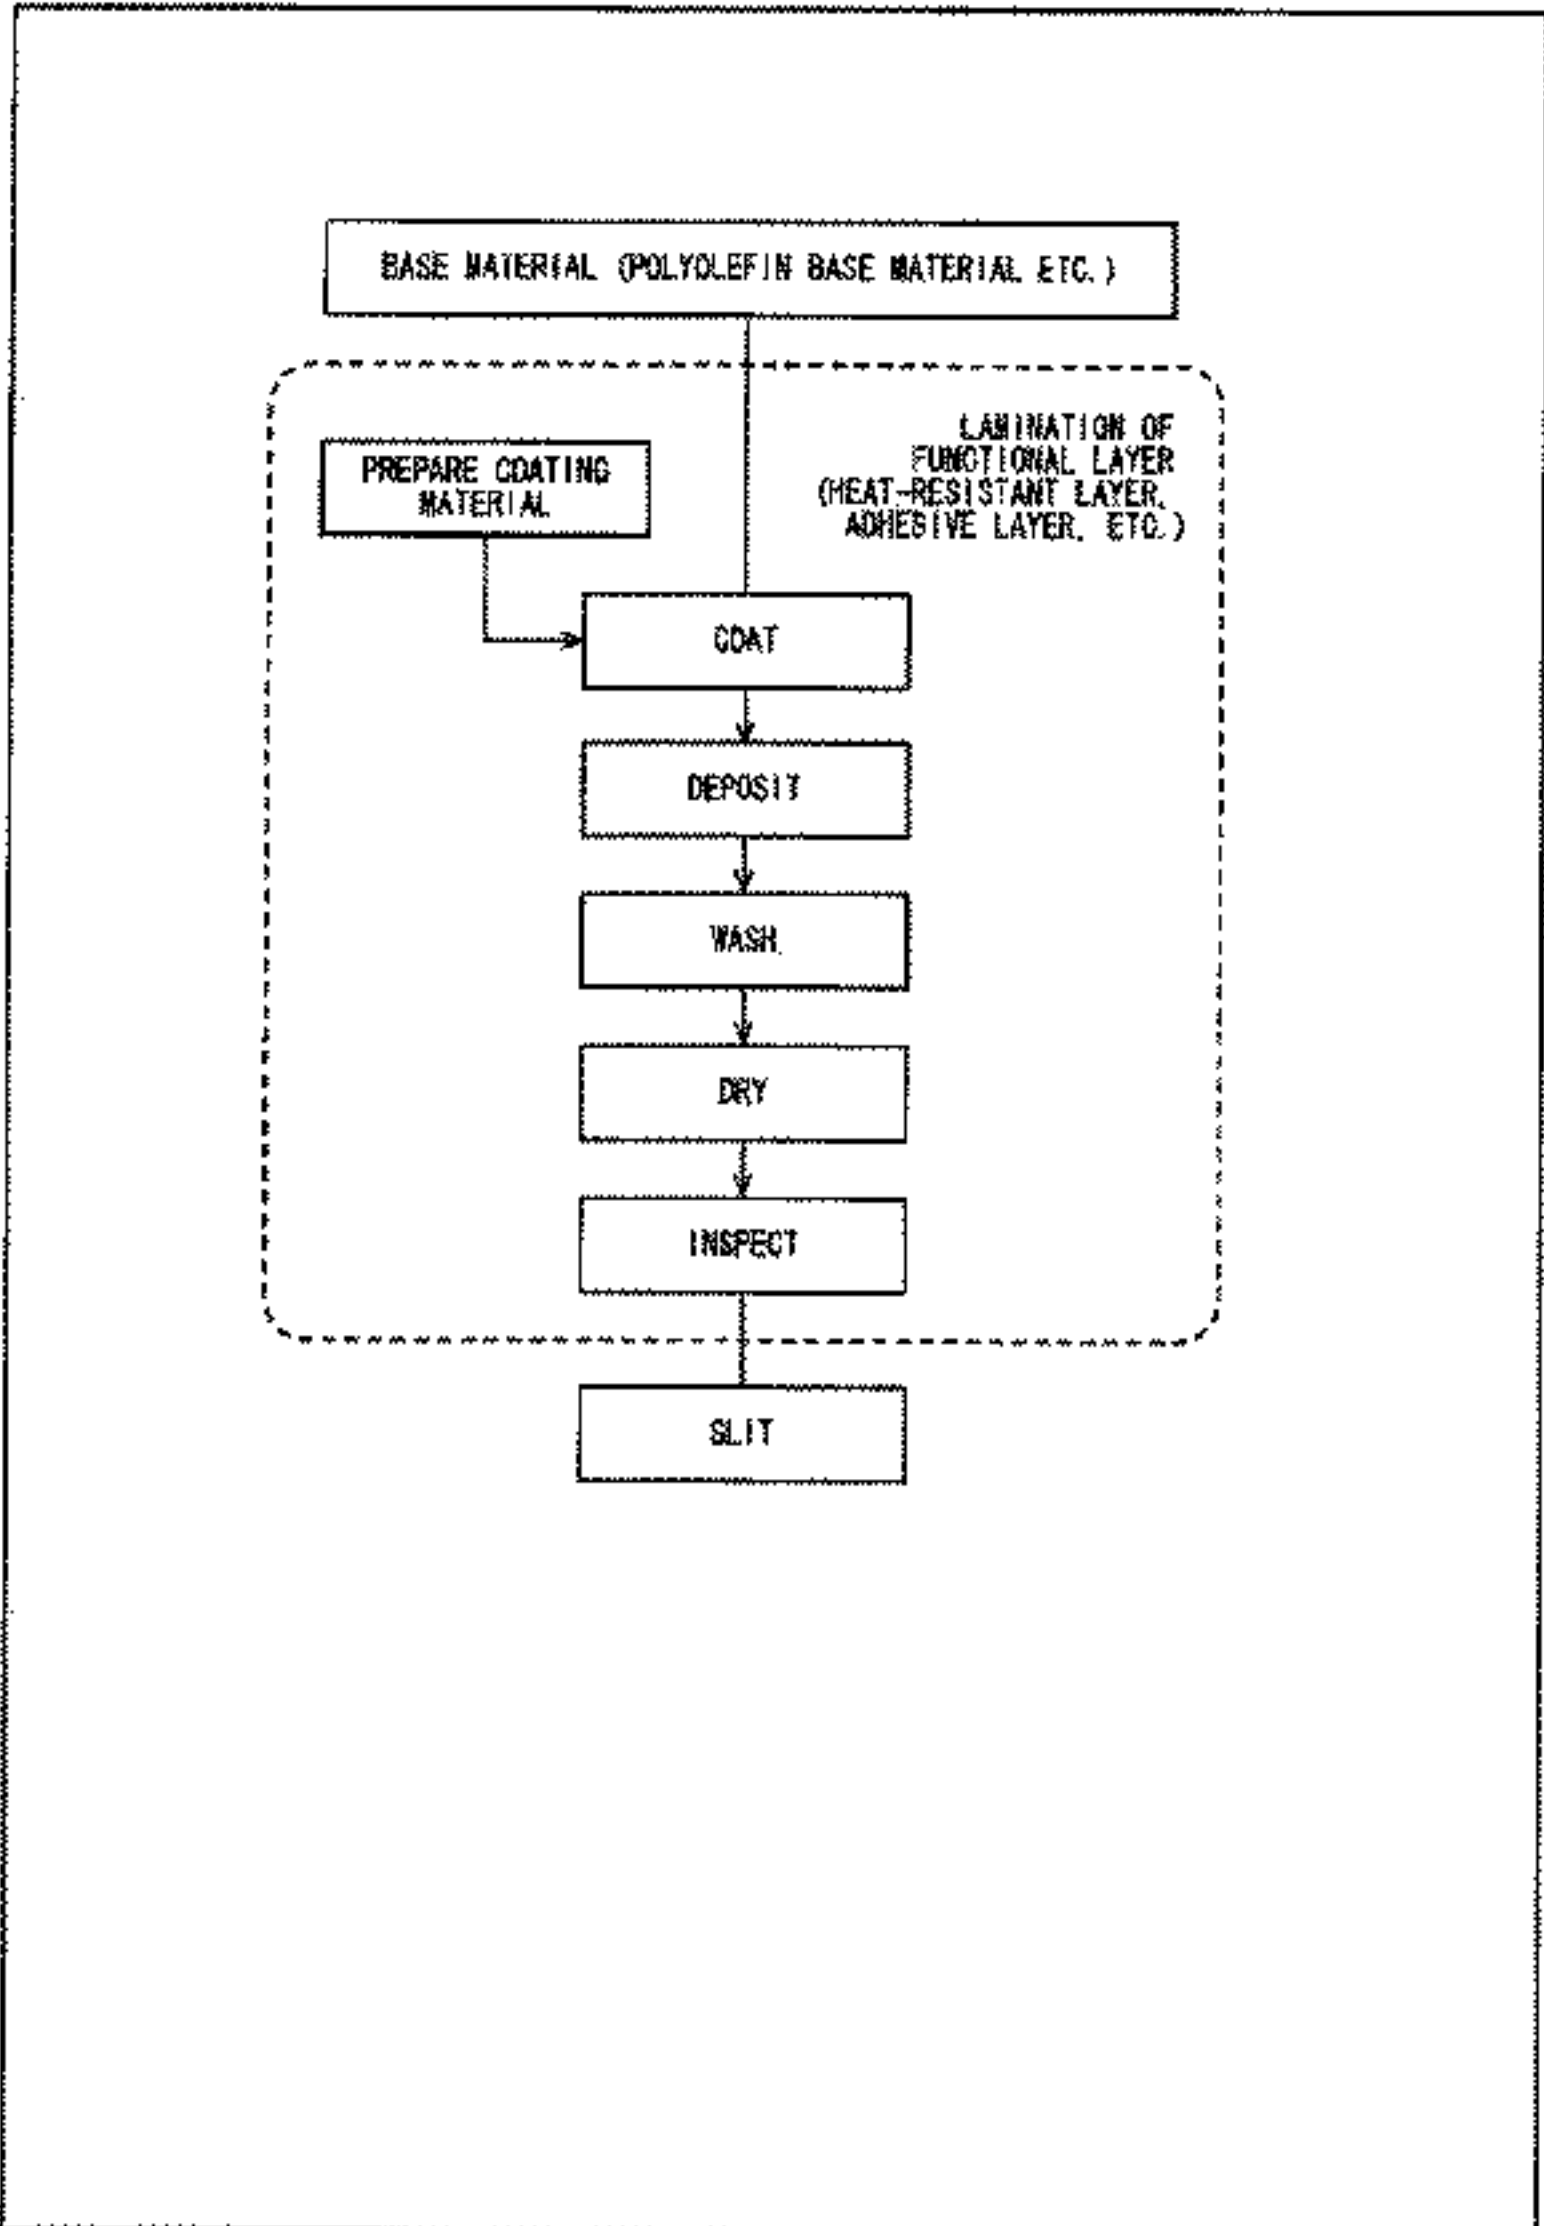 BASE MATERIAL (POLYOLEFIN BASE MATERIAL ETC.)
LAMINATION OF
FUNCTIONAL LAYER
(HEAT-RESISTANT LAYER,
ADHESIVE LAYER, ETC.)
PREPARE COATING
MATERIAL
COAT
DEPOSIT
WASH
DRY
INSPECT
SLIT